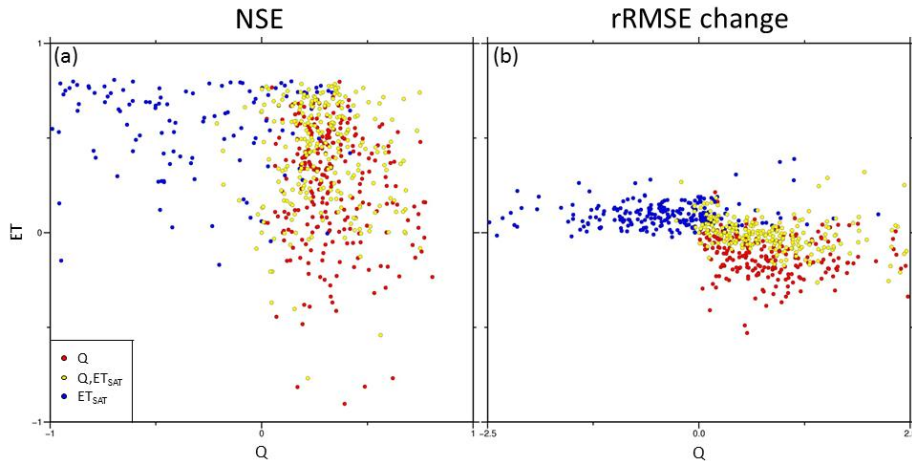 NSE
rRMSE change
(a)
(b)
1
0
−1
ET
Q
Q,ET_SAT
ET_SAT
−1
0
1
−2.5
0.0
2.
Q
Q